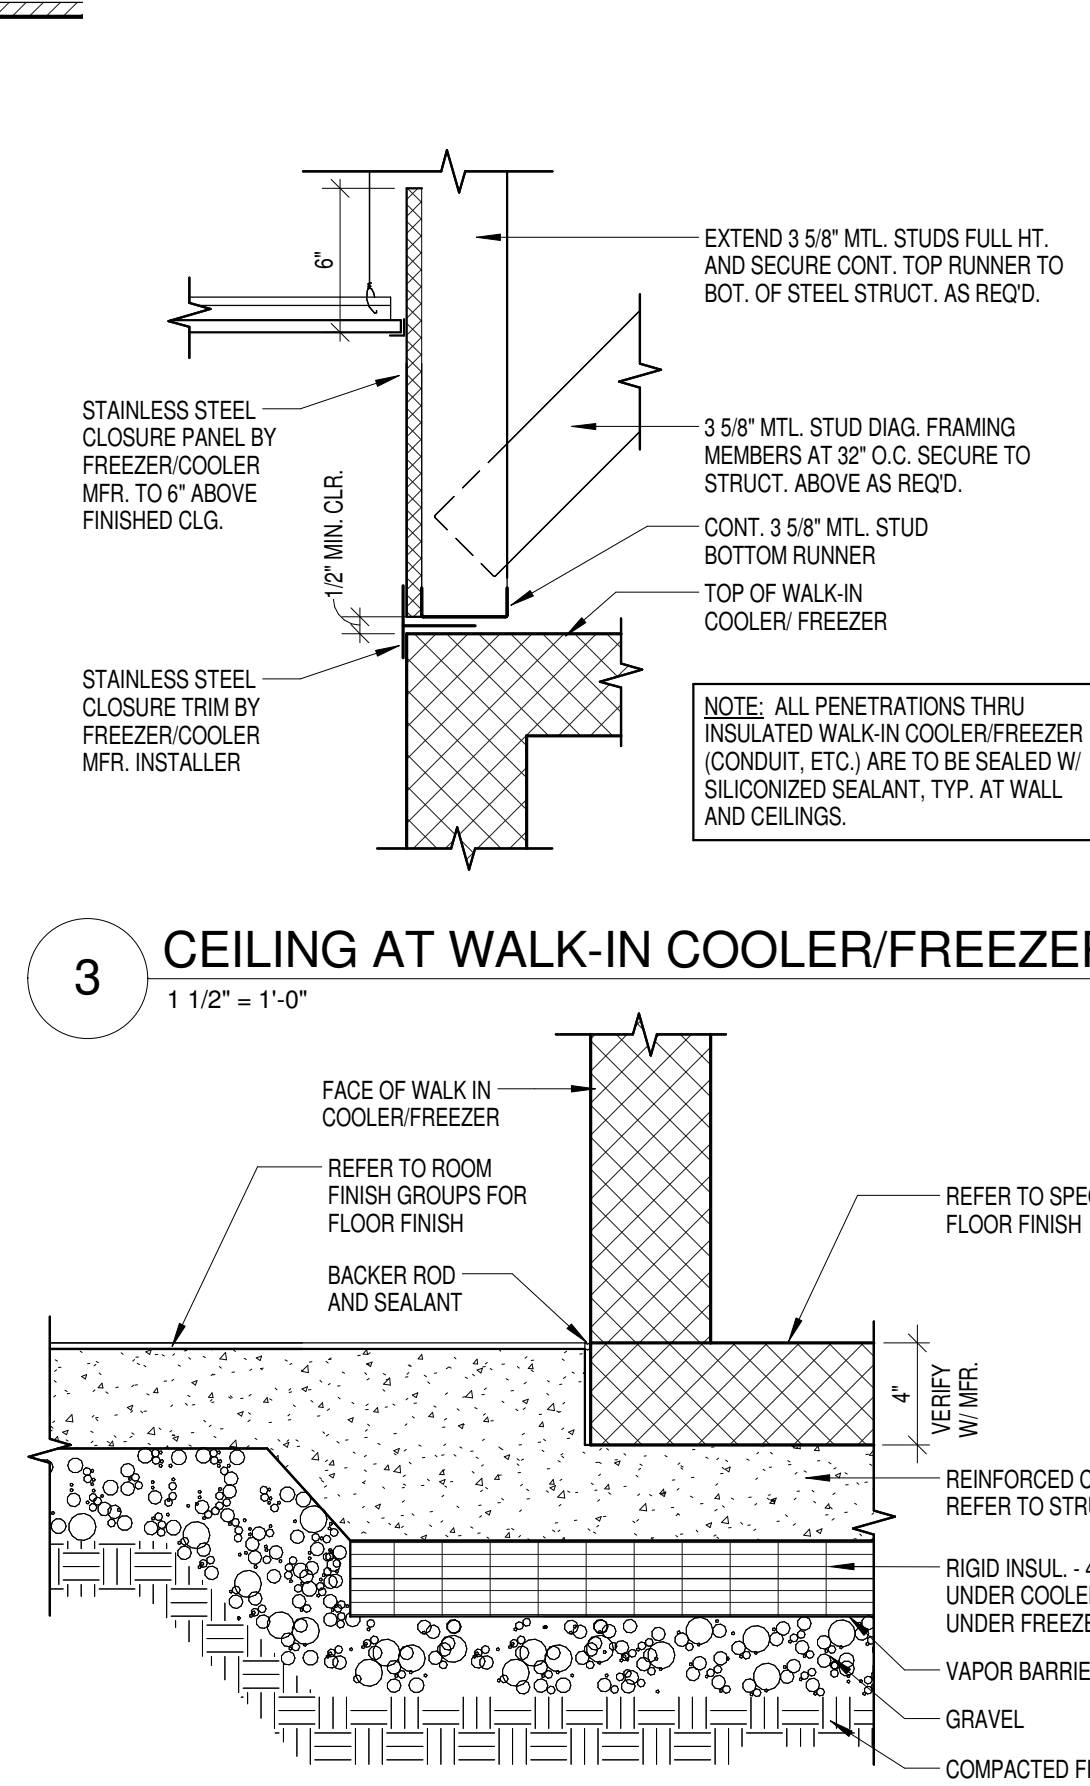 6"
EXTEND 3 5/8" MTL. STUDS FULL HT.
AND SECURE CONT. TOP RUNNER TO
BOT. OF STEEL STRUCT. AS REQ'D.
STAINLESS STEEL
CLOSURE PANEL BY
FREEZER/COOLER
MFR. TO 6" ABOVE
FINISHED CLG.
3 5/8" MTL. STUD DIAG. FRAMING
MEMBERS AT 32" O.C. SECURE TO
STRUCT. ABOVE AS REQ'D.
1/2" MIN. CLR.
CONT. 3 5/8" MTL. STUD
BOTTOM RUNNER
TOP OF WALK-IN
COOLER/ FREEZER
STAINLESS STEEL
CLOSURE TRIM BY
FREEZER/COOLER
MFR. INSTALLER
NOTE: ALL PENETRATIONS THRU
INSULATED WALK-IN COOLER/FREEZER
(CONDUIT, ETC.) ARE TO BE SEALED W/
SILICONIZED SEALANT, TYP. AT WALL
AND CEILINGS.
3
CEILING AT WALK-IN COOLER/FREEZER
1 1/2" = 1'-0"
FACE OF WALK IN
COOLER/FREEZER
REFER TO ROOM
FINISH GROUPS FOR
FLOOR FINISH
BACKER ROD
AND SEALANT
REFER TO
FLOOR FINISH
4"
VERIFY
W/ MFR.
REINFORCED
REFER TO
RIGID INSUL. - 4
UNDER
UNDER
VAPOR
GRAVEL
COMPACTED